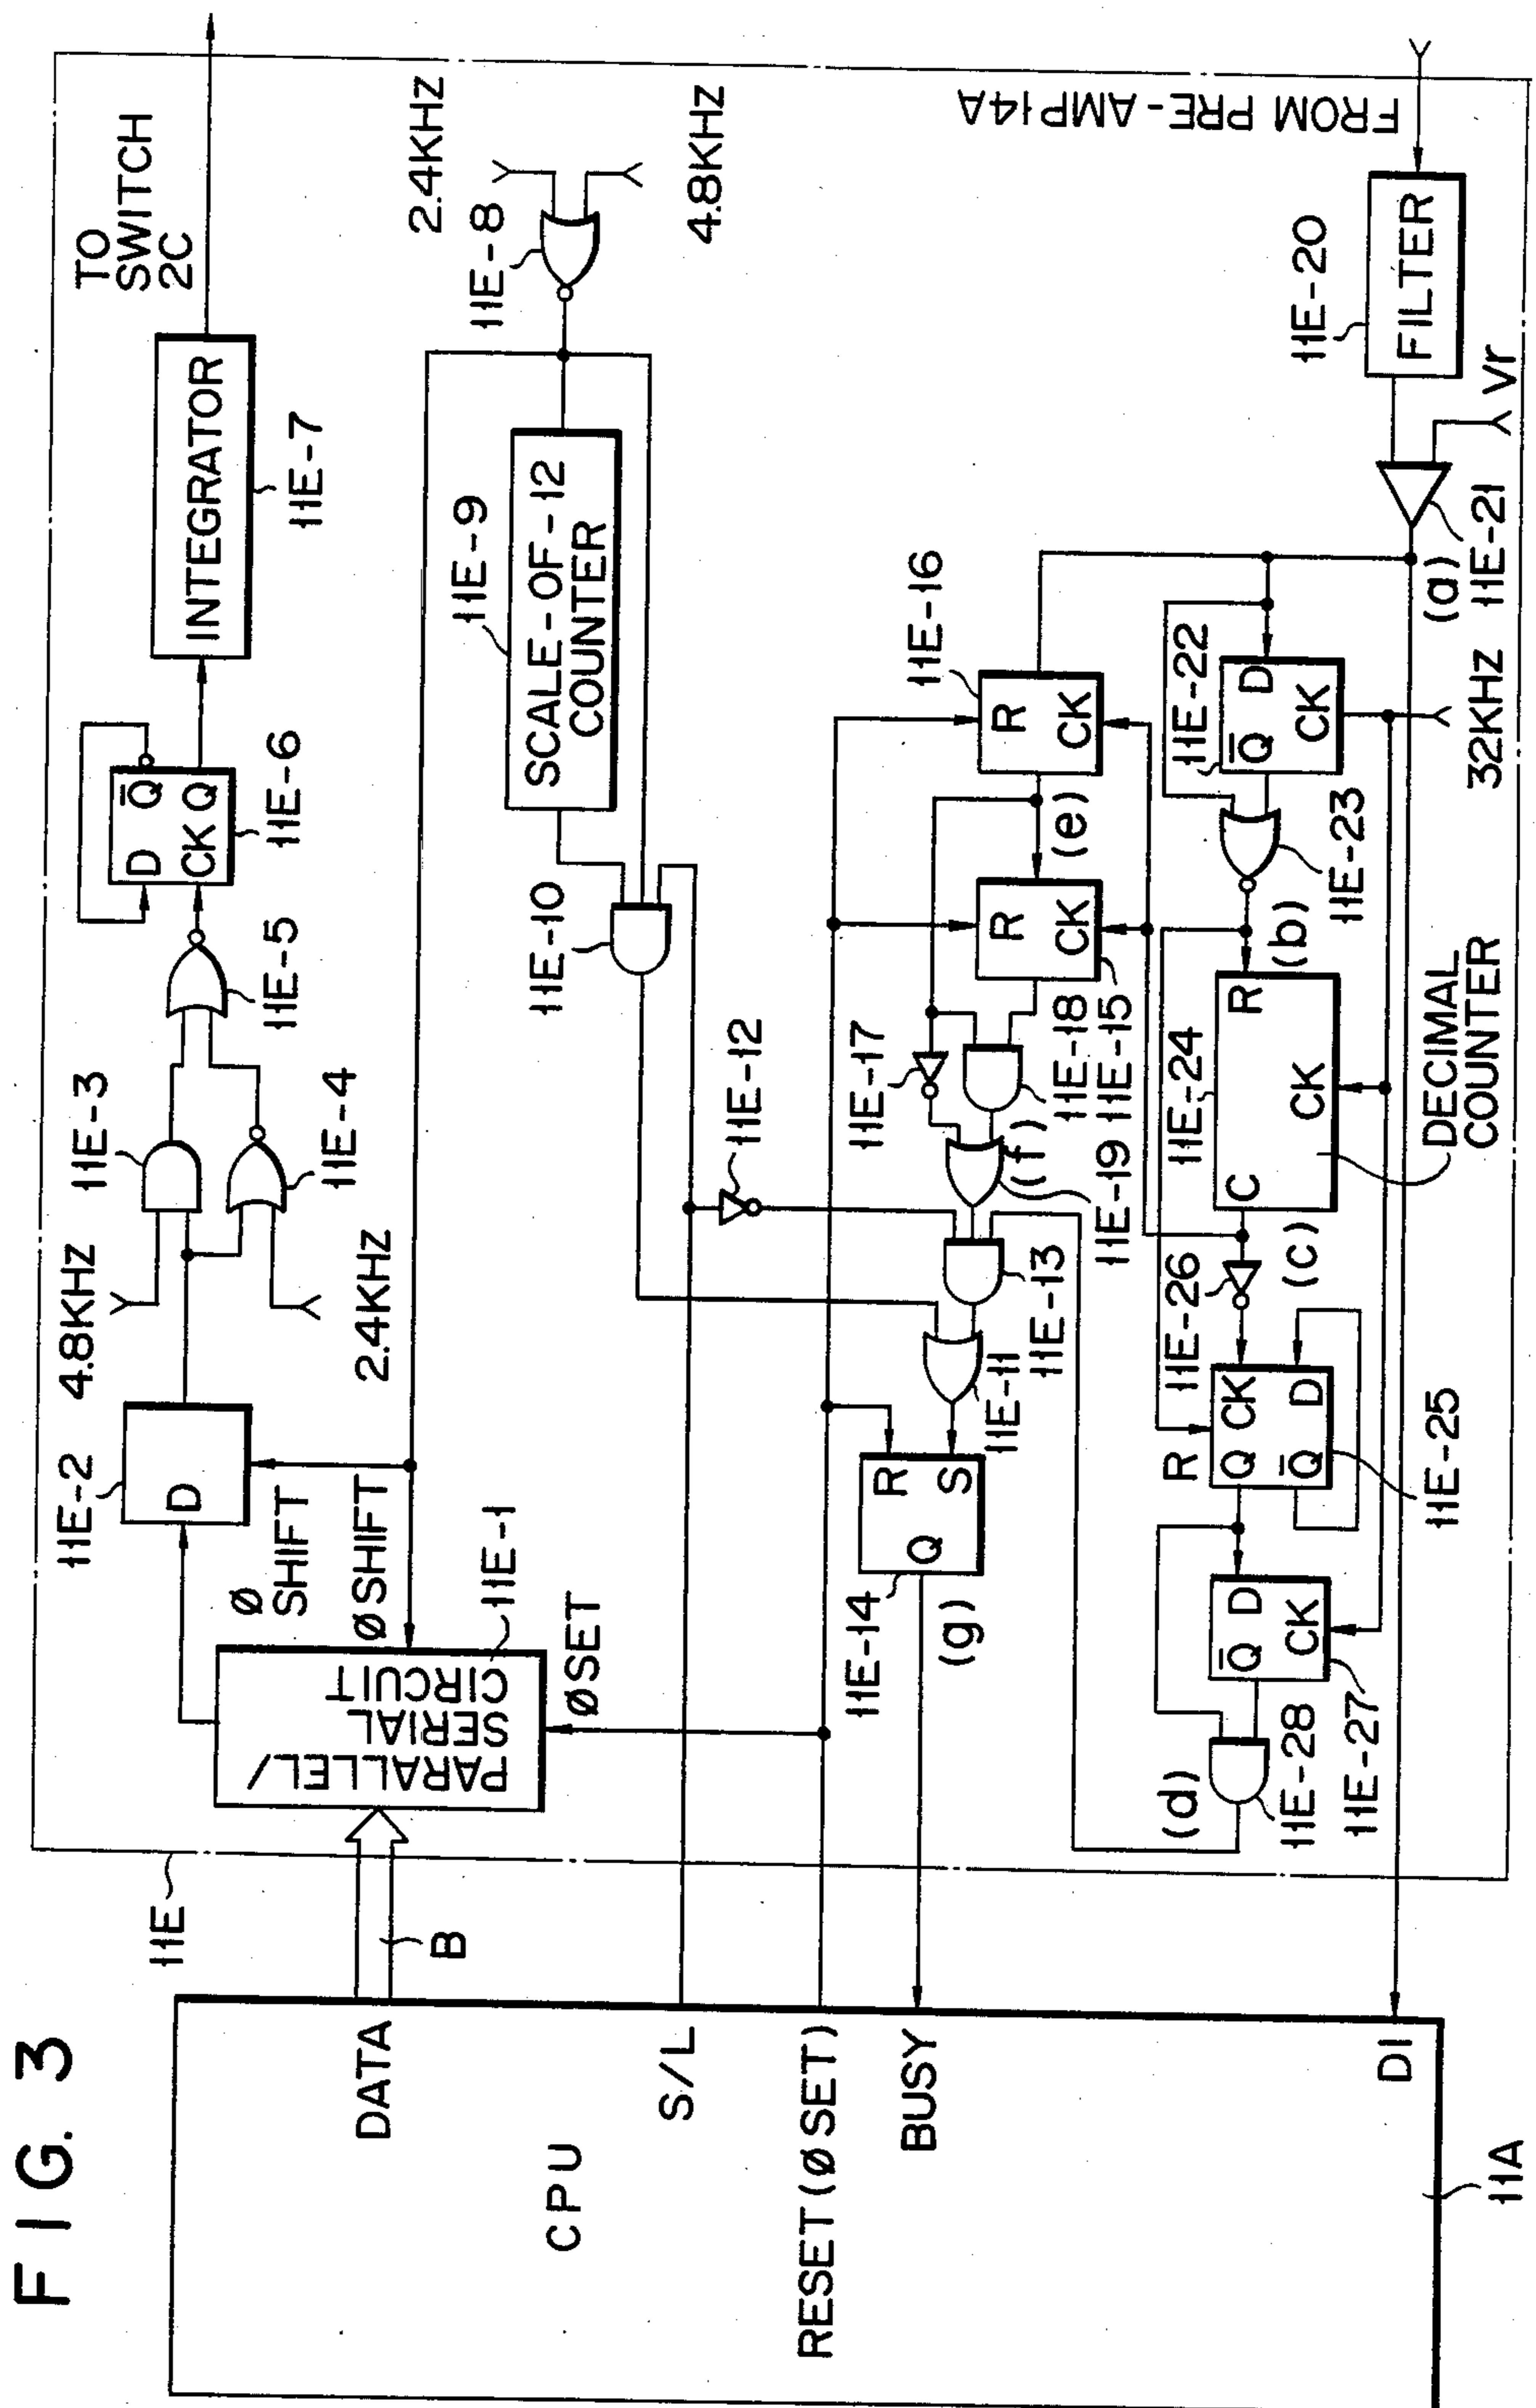 FIG. 3
CPU
DATA
S/L
RESET (ØSET)
BUSY
DI
11A
11E
B
PARALLEL/
SERIAL
CIRCUIT
11E-1
ØSET
ØSHIFT
Ø
SHIFT
11E-2
D
4.8KHZ
2.4KHZ
11E-3
11E-4
11E-5
D Q̄
CK Q
11E-6
INTEGRATOR
11E-7
TO
SWITCH
2C
2.4KHZ
11E-8
4.8KHZ
11E-9
SCALE-OF-12
COUNTER
11E-10
11E-12
11E-16
R
CK
(e)
R
CK
11E-17
11E-18
11E-15
(f)
11E-19
11E-13
11E-11
R
S
Q
11E-14
(g)
FROM PRE-AMP14A
11E-20
FILTER
Vr
11E-21
(a)
11E-22
Q̄ D
CK
32KHZ
11E-23
(b)
11E-24
R
C
CK
DECIMAL
COUNTER
(c)
11E-26
R
Q CK
Q̄ D
11E-25
Q̄ D
CK
11E-27
11E-28
(d)